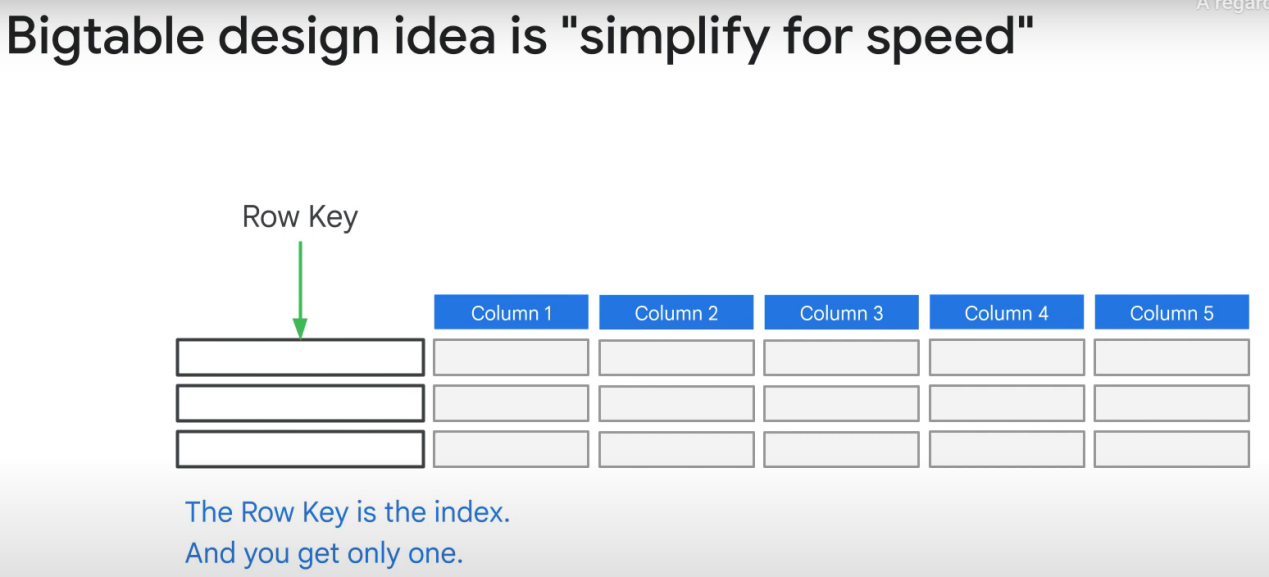 Bigtable design idea is "simplify for speed"
Row Key
Column 1 Column 2 Column 3 Column 4 Column 5
The Row Key is the index.
And you get only one.